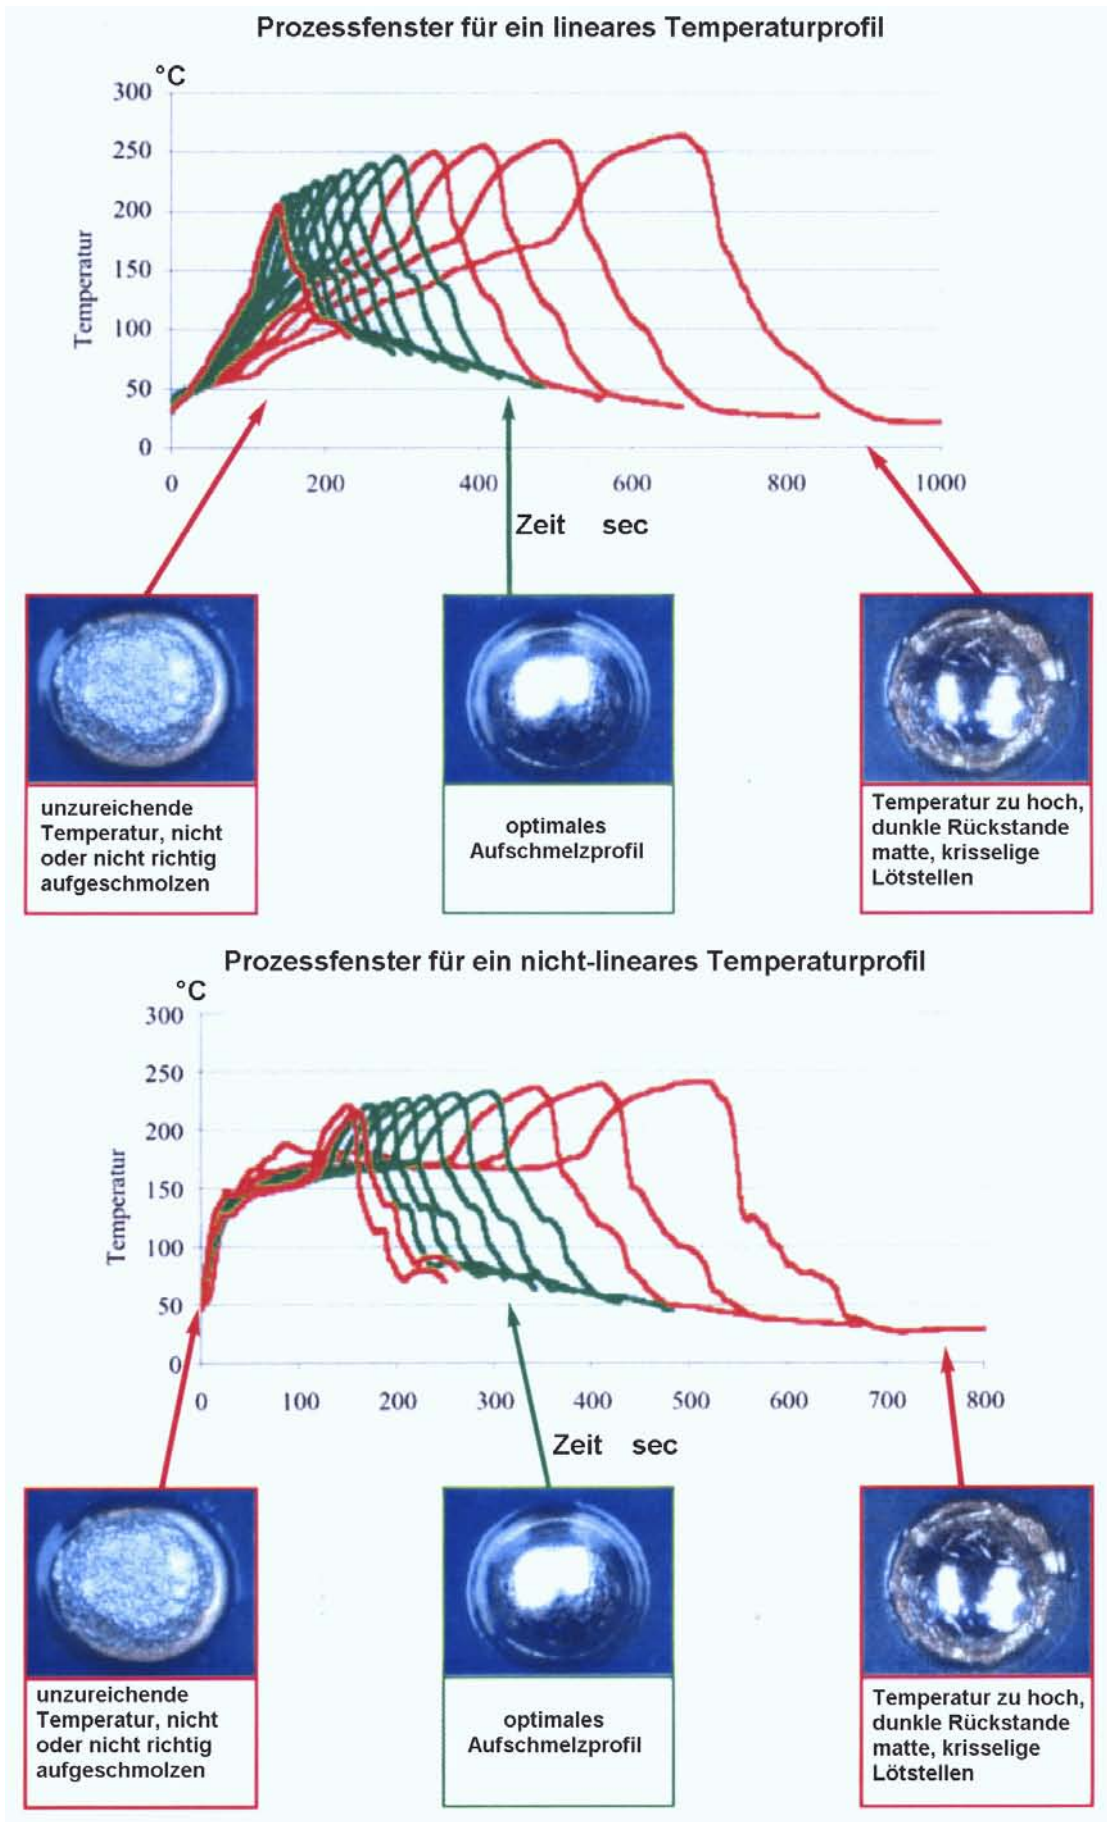 Prozessfenster für ein lineares Temperaturprofil
°C
300
250
200
150
100
50
0
Temperatur
0 200 400 600 800 1000
Zeit sec
unzureichende
Temperatur, nicht
oder nicht richtig
aufgeschmolzen
optimales
Aufschmelzprofil
Temperatur zu hoch,
dunkle Rückstande
matte, krisselige
Lötstellen
Prozessfenster für ein nicht-lineares Temperaturprofil
°C
300
250
200
150
100
50
0
Temperatur
0 100 200 300 400 500 600 700 800
Zeit sec
unzureichende
Temperatur, nicht
oder nicht richtig
aufgeschmolzen
optimales
Aufschmelzprofil
Temperatur zu hoch,
dunkle Rückstande
matte, krisselige
Lötstellen